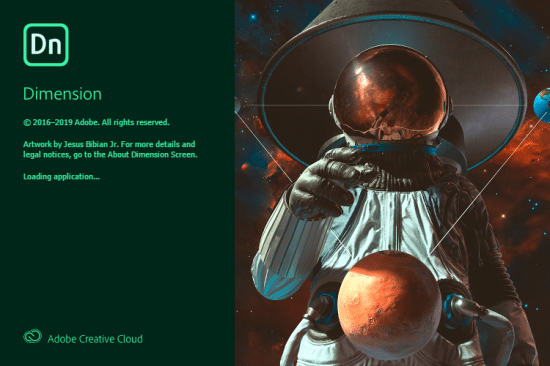 Dn
Dimension
© 2016–2019 Adobe. All rights reserved.
Artwork by Jesus Bibian Jr. For more details and
legal notices, go to the About Dimension Screen.
Loading application...
Adobe Creative Cloud